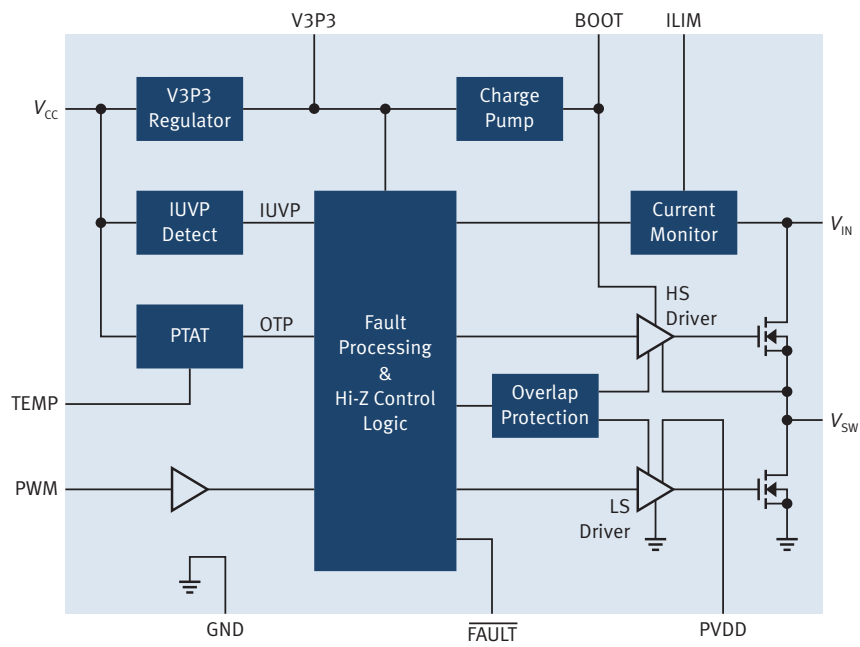 V3P3
BOOT
ILIM
VCC
V3P3
Regulator
Charge
Pump
IUVP
Detect
IUVP
Current
Monitor
VIN
HS
Driver
PTAT
OTP
Fault
Processing
&
Hi-Z Control
Logic
TEMP
Overlap
Protection
VSW
PWM
LS
Driver
GND
FAULT
PVDD